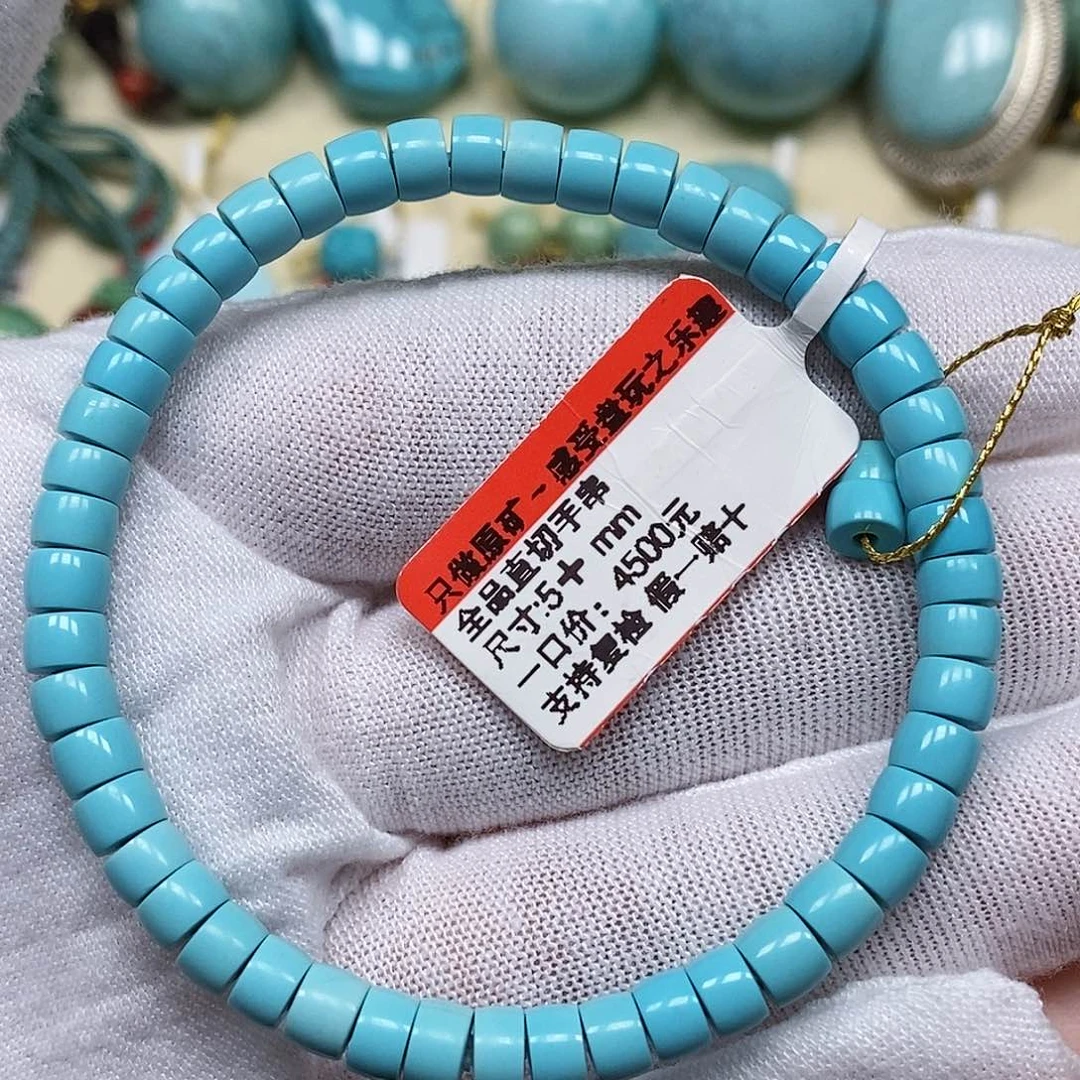 只做原矿~感受盘玩之乐趣
全品直切手串
尺寸:5+ mm
一口价: 4500元
支持复检 假一赔十